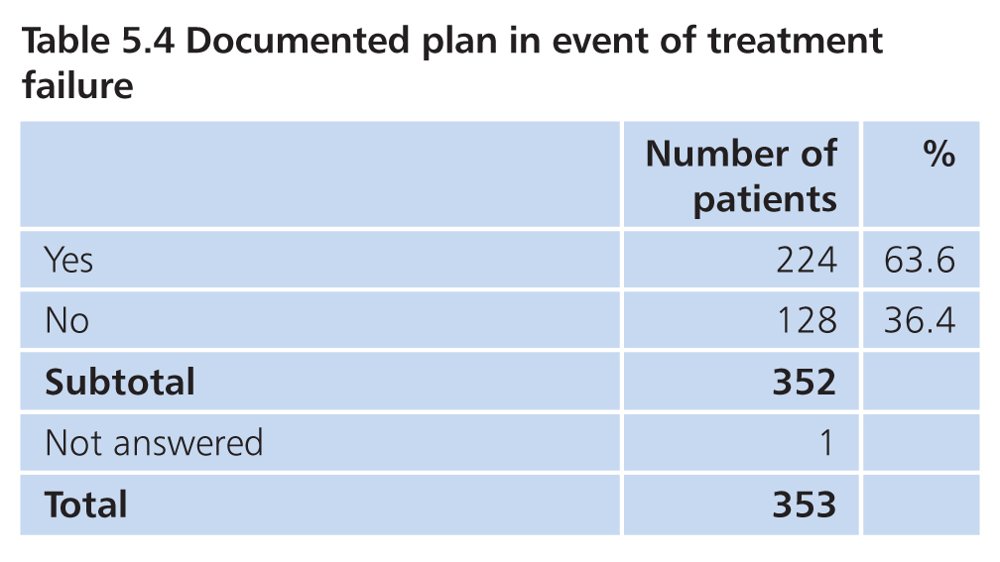 Table 5.4 Documented plan in event of treatment
failure
Number of
patients
%
Yes 224 63.6
No 128 36.4
Subtotal 352
Not answered 1
Total 353